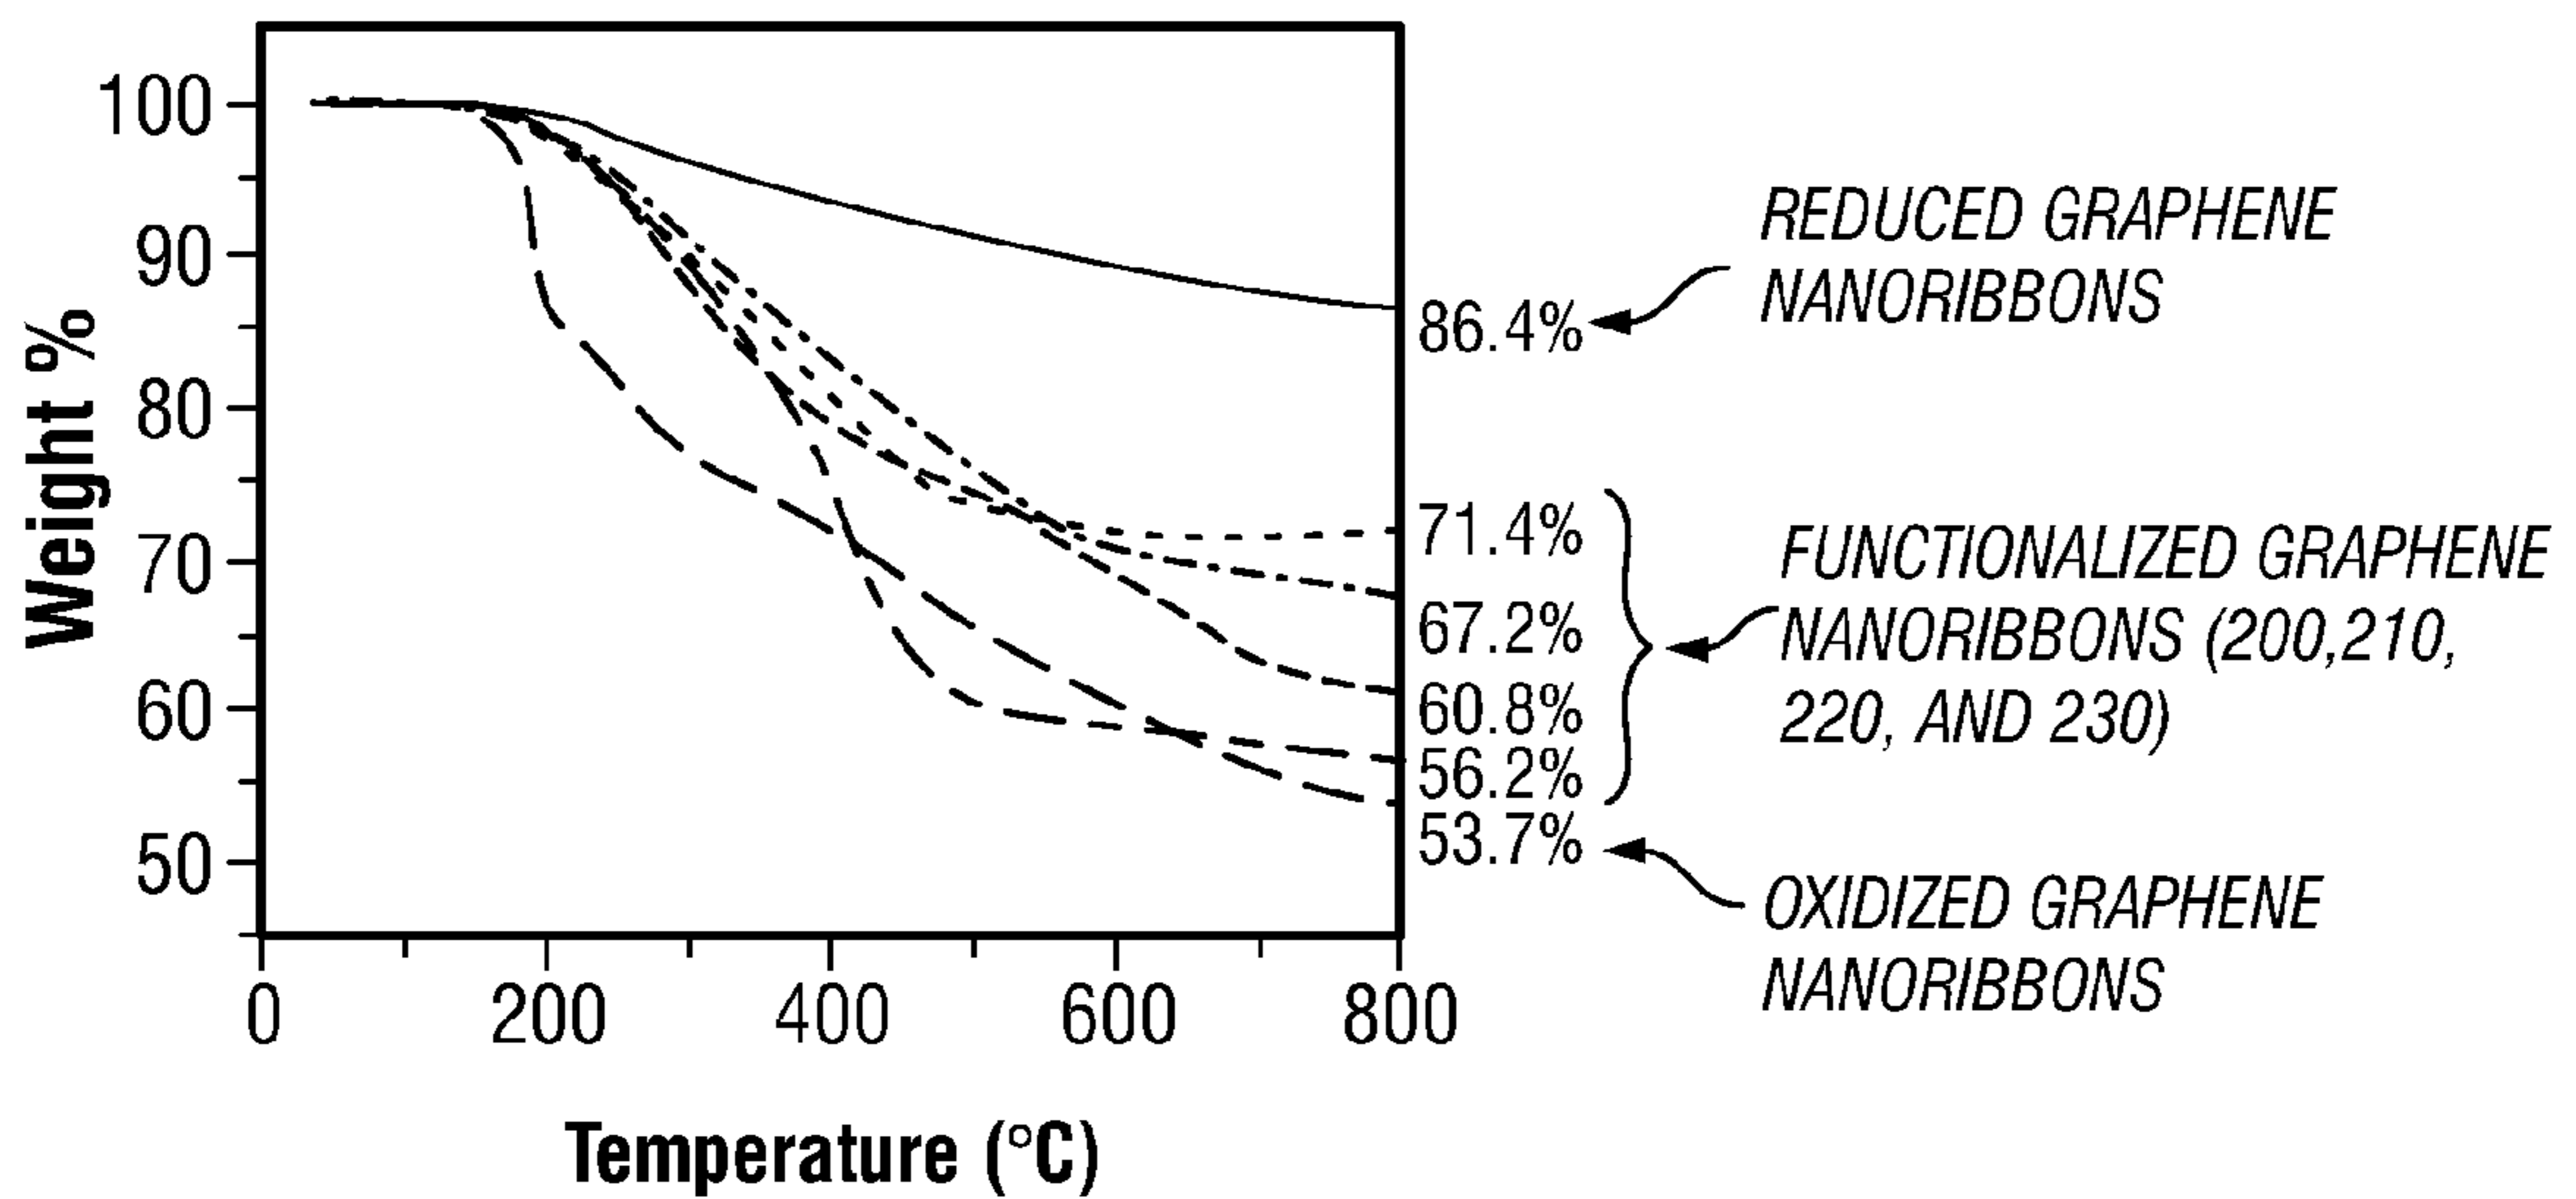 100
90
80
70
60
50
Weight %
0
200
400
600
800
Temperature (°C)
REDUCED GRAPHENE
NANORIBBONS
86.4%
71.4%
67.2%
60.8%
56.2%
53.7%
FUNCTIONALIZED GRAPHENE
NANORIBBONS (200,210,
220, AND 230)
OXIDIZED GRAPHENE
NANORIBBONS